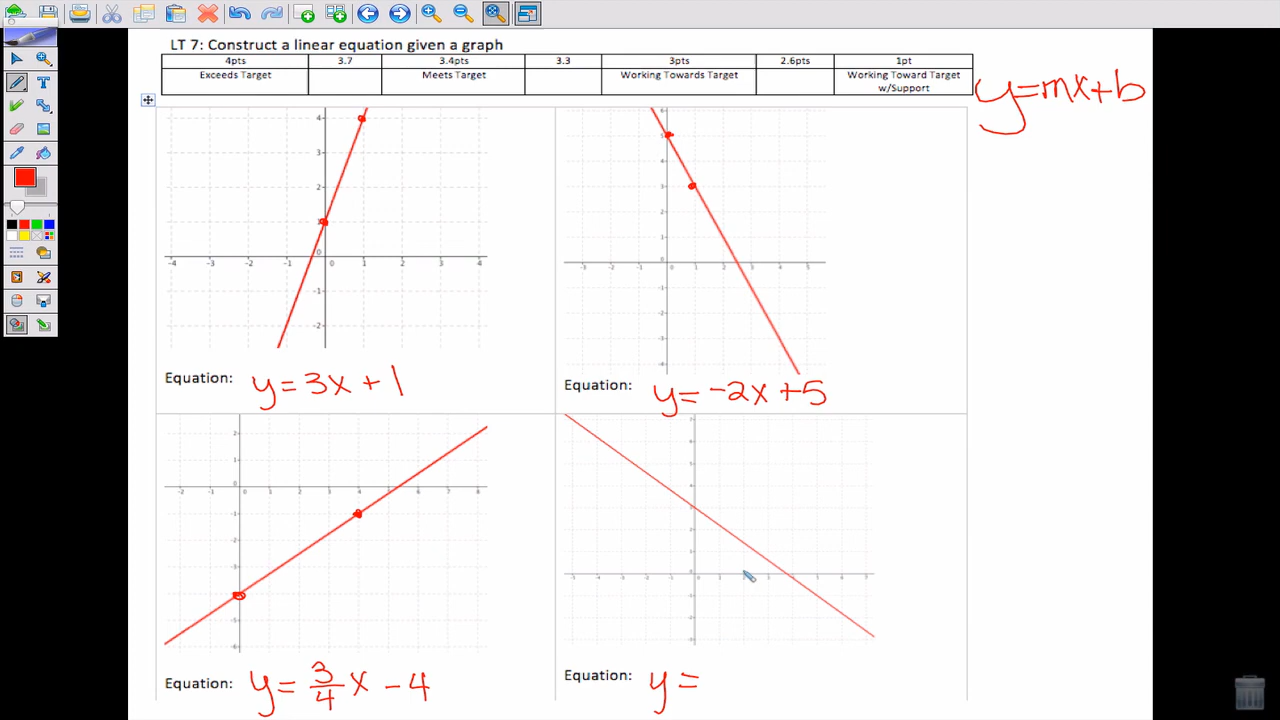 LT 7: Construct a linear equation given a graph
4pts 3.7 3.4pts 3.3 3pts 2.6pts 1pt
Exceeds Target Meets Target Working Towards Target Working Toward Target
w/Support
y=mx+b
Equation: y=3x+1
Equation: y=-2x+5
Equation: y=3/4x-4
Equation: y=